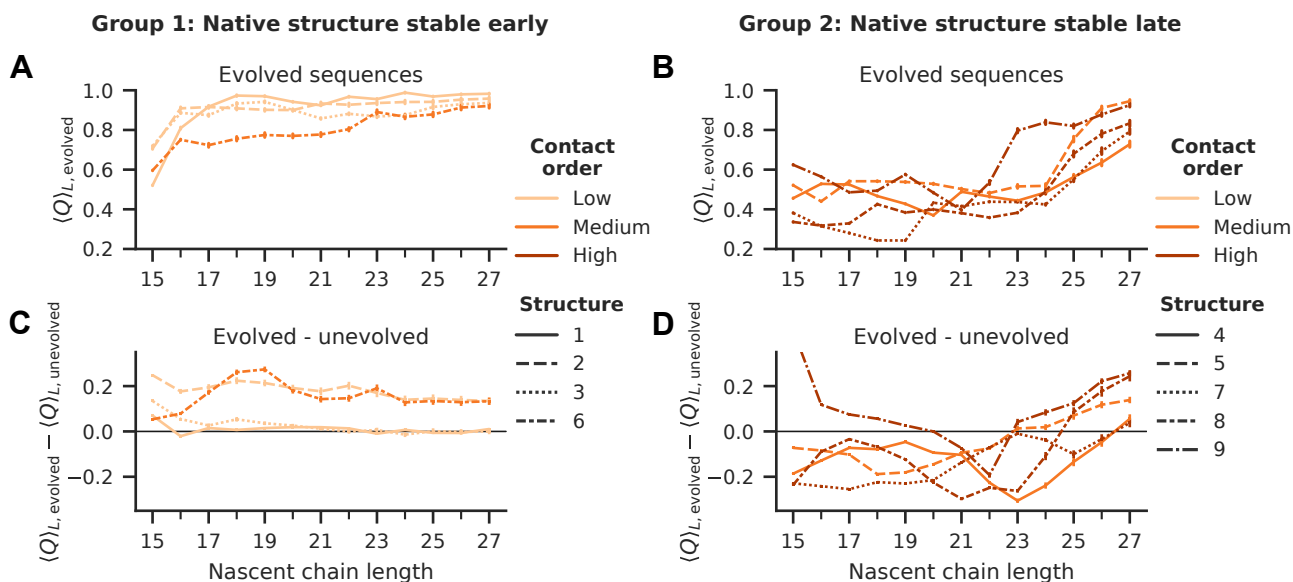 Group 1: Native structure stable early
Group 2: Native structure stable late
A
Evolved sequences
⟨Q⟩L, evolved
1.0
0.8
0.6
0.4
0.2
15 17 19 21 23 25 27
Contact
order
Low
Medium
High
B
Evolved sequences
⟨Q⟩L, evolved
1.0
0.8
0.6
0.4
0.2
15 17 19 21 23 25 27
Contact
order
Low
Medium
High
C
Evolved - unevolved
⟨Q⟩L, evolved − ⟨Q⟩L, unevolved
0.2
0.0
−0.2
15 17 19 21 23 25 27
Nascent chain length
Structure
1
2
3
6
D
Evolved - unevolved
⟨Q⟩L, evolved − ⟨Q⟩L, unevolved
0.2
0.0
−0.2
15 17 19 21 23 25 27
Nascent chain length
Structure
4
5
7
8
9